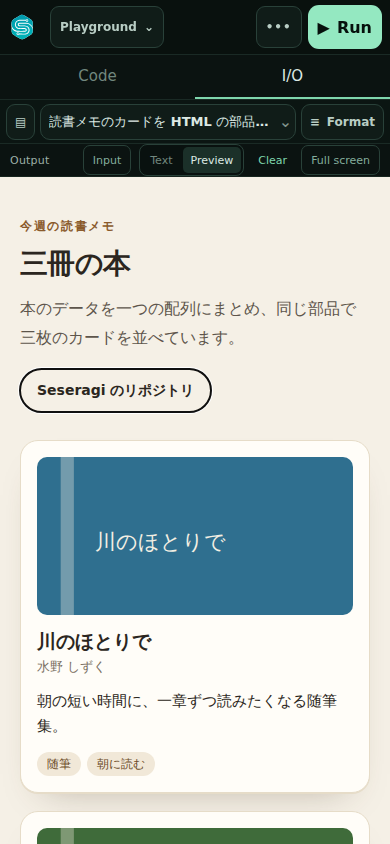 Playground
•••
▶ Run
Code
I/O
読書メモのカードを HTML の部品…
≡ Format
Output
Input
Text
Preview
Clear
Full screen
今週の読書メモ
三冊の本
本のデータを一つの配列にまとめ、同じ部品で
三枚のカードを並べています。
Seseragi のリポジトリ
川のほとりで
川のほとりで
水野 しずく
朝の短い時間に、一章ずつ読みたくなる随筆
集。
随筆
朝に読む